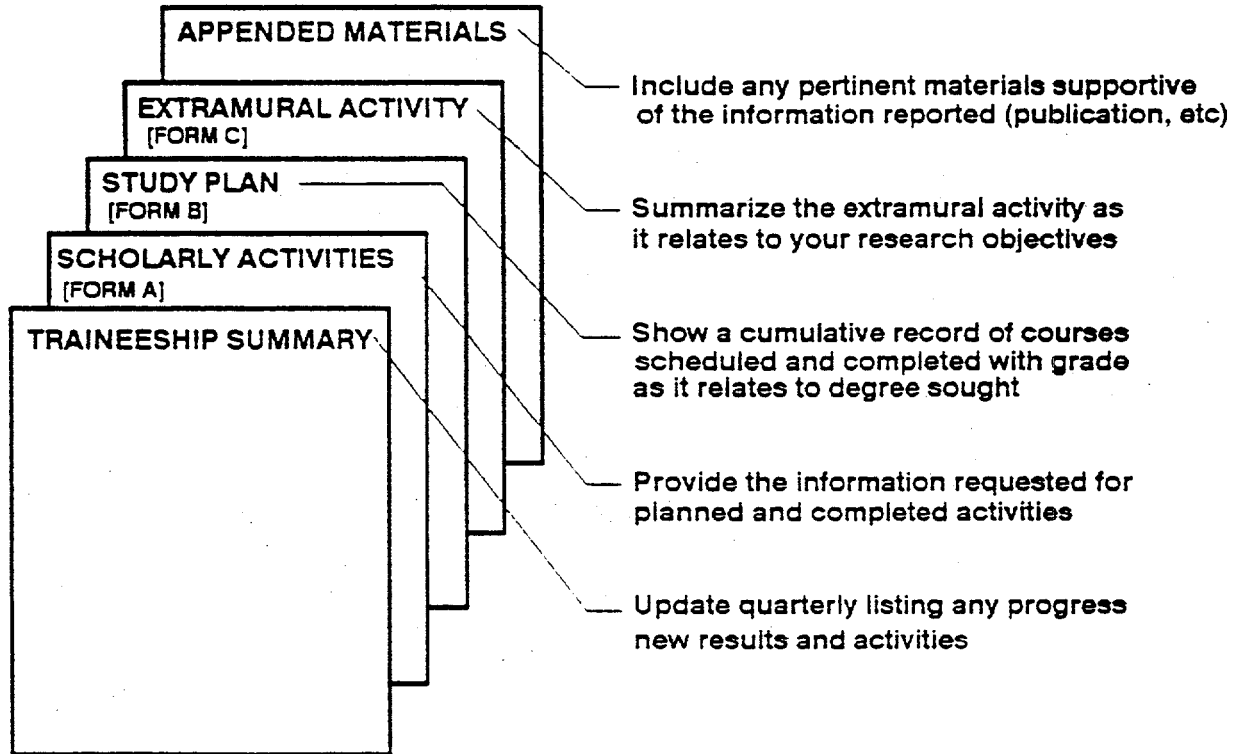 APPENDED MATERIALS
Include any pertinent materials supportive
of the information reported (publication, etc)
EXTRAMURAL ACTIVITY
[FORM C]
Summarize the extramural activity as
it relates to your research objectives
STUDY PLAN
[FORM B]
Show a cumulative record of courses
scheduled and completed with grade
as it relates to degree sought
SCHOLARLY ACTIVITIES
[FORM A]
Provide the information requested for
planned and completed activities
TRAINEESHIP SUMMARY
Update quarterly listing any progress
new results and activities